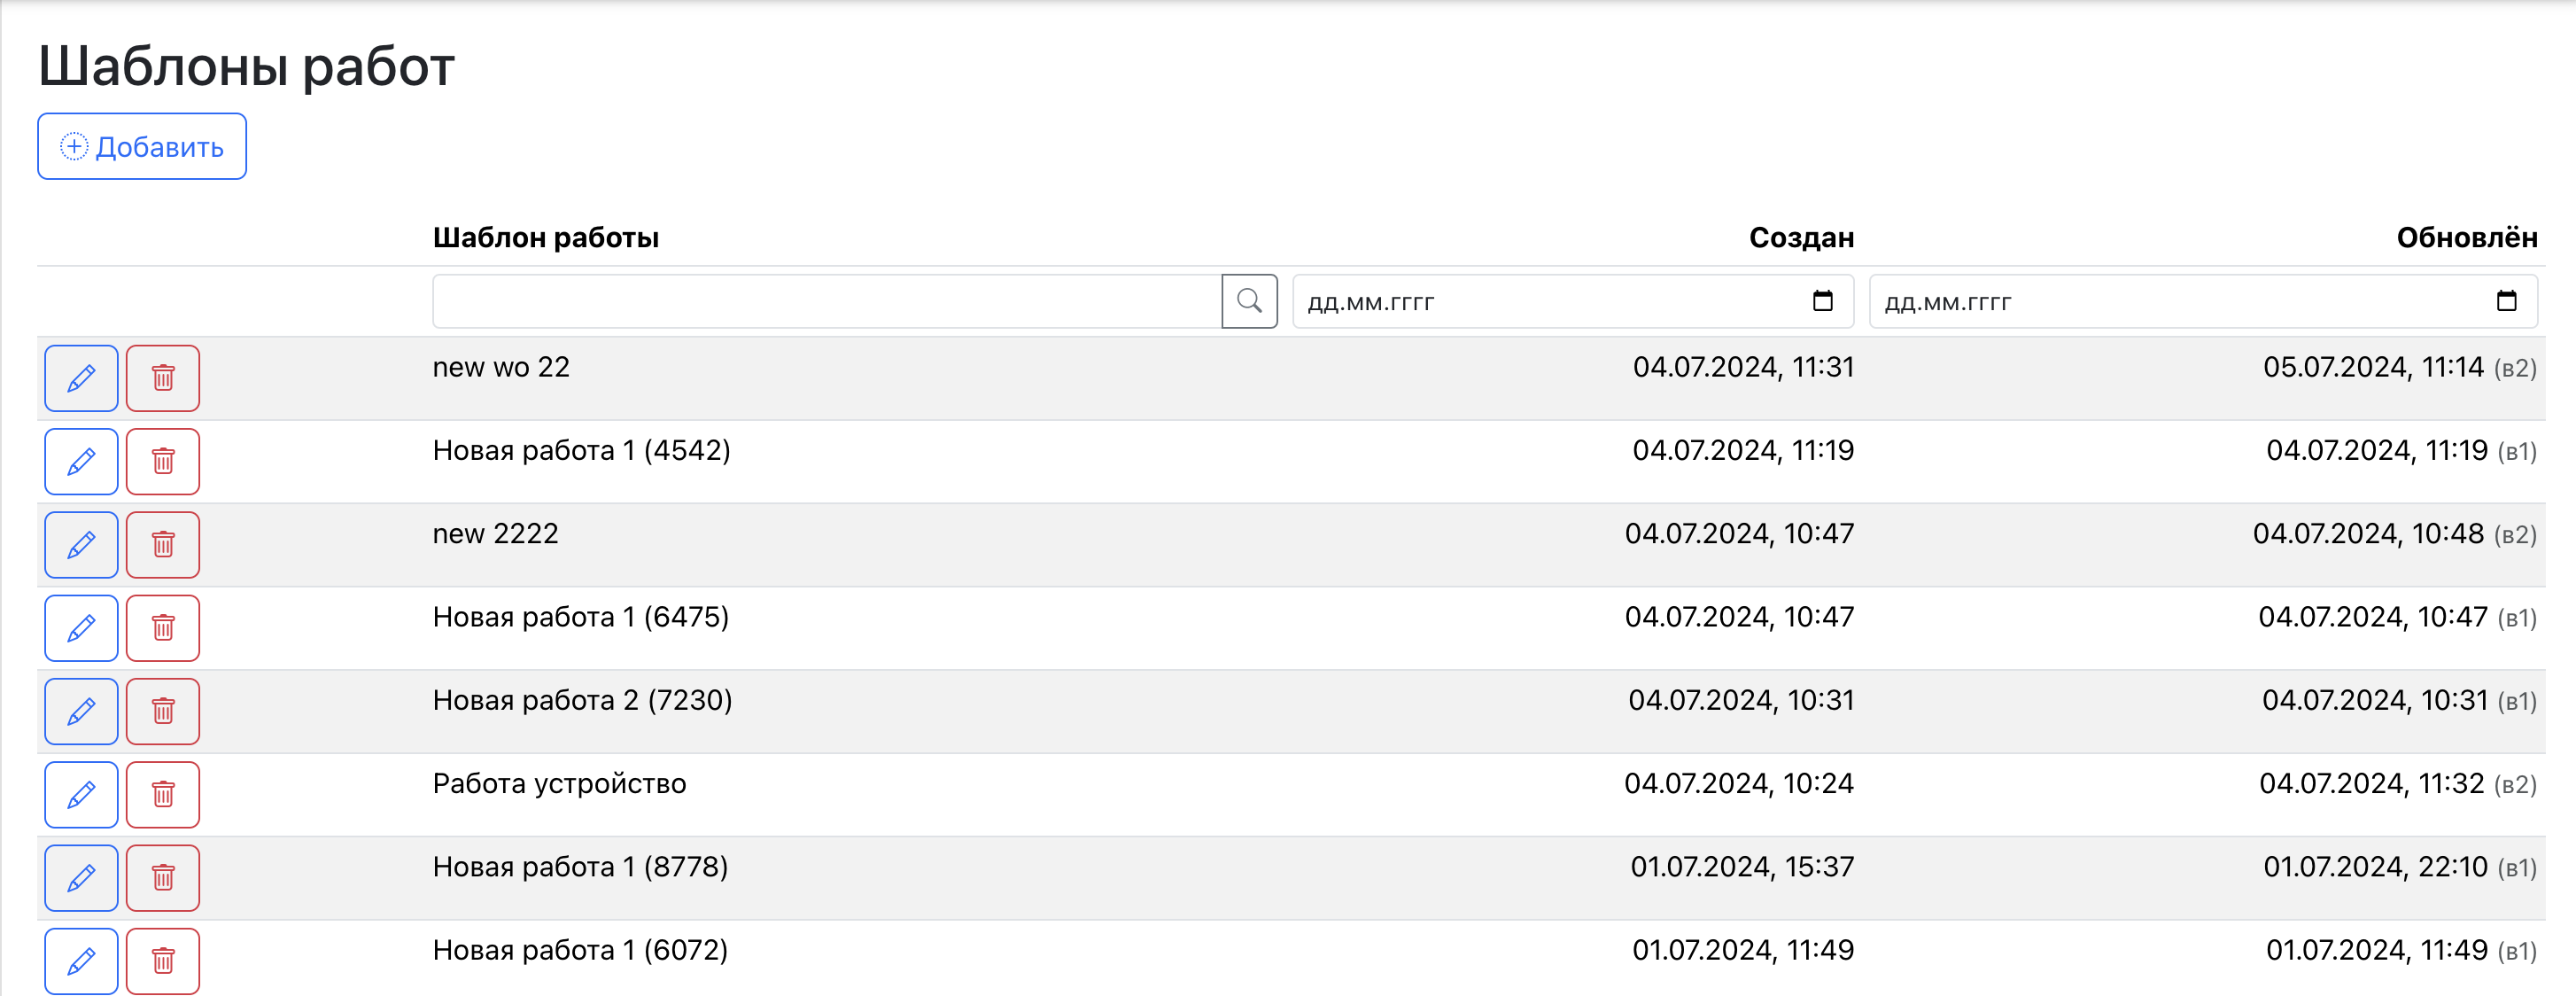 Шаблоны работ
Добавить
Шаблон работы Создан Обновлён
дд.мм.гггг дд.мм.гггг
new wo 22 04.07.2024, 11:31 05.07.2024, 11:14 (в2)
Новая работа 1 (4542) 04.07.2024, 11:19 04.07.2024, 11:19 (в1)
new 2222 04.07.2024, 10:47 04.07.2024, 10:48 (в2)
Новая работа 1 (6475) 04.07.2024, 10:47 04.07.2024, 10:47 (в1)
Новая работа 2 (7230) 04.07.2024, 10:31 04.07.2024, 10:31 (в1)
Работа устройство 04.07.2024, 10:24 04.07.2024, 11:32 (в2)
Новая работа 1 (8778) 01.07.2024, 15:37 01.07.2024, 22:10 (в1)
Новая работа 1 (6072) 01.07.2024, 11:49 01.07.2024, 11:49 (в1)